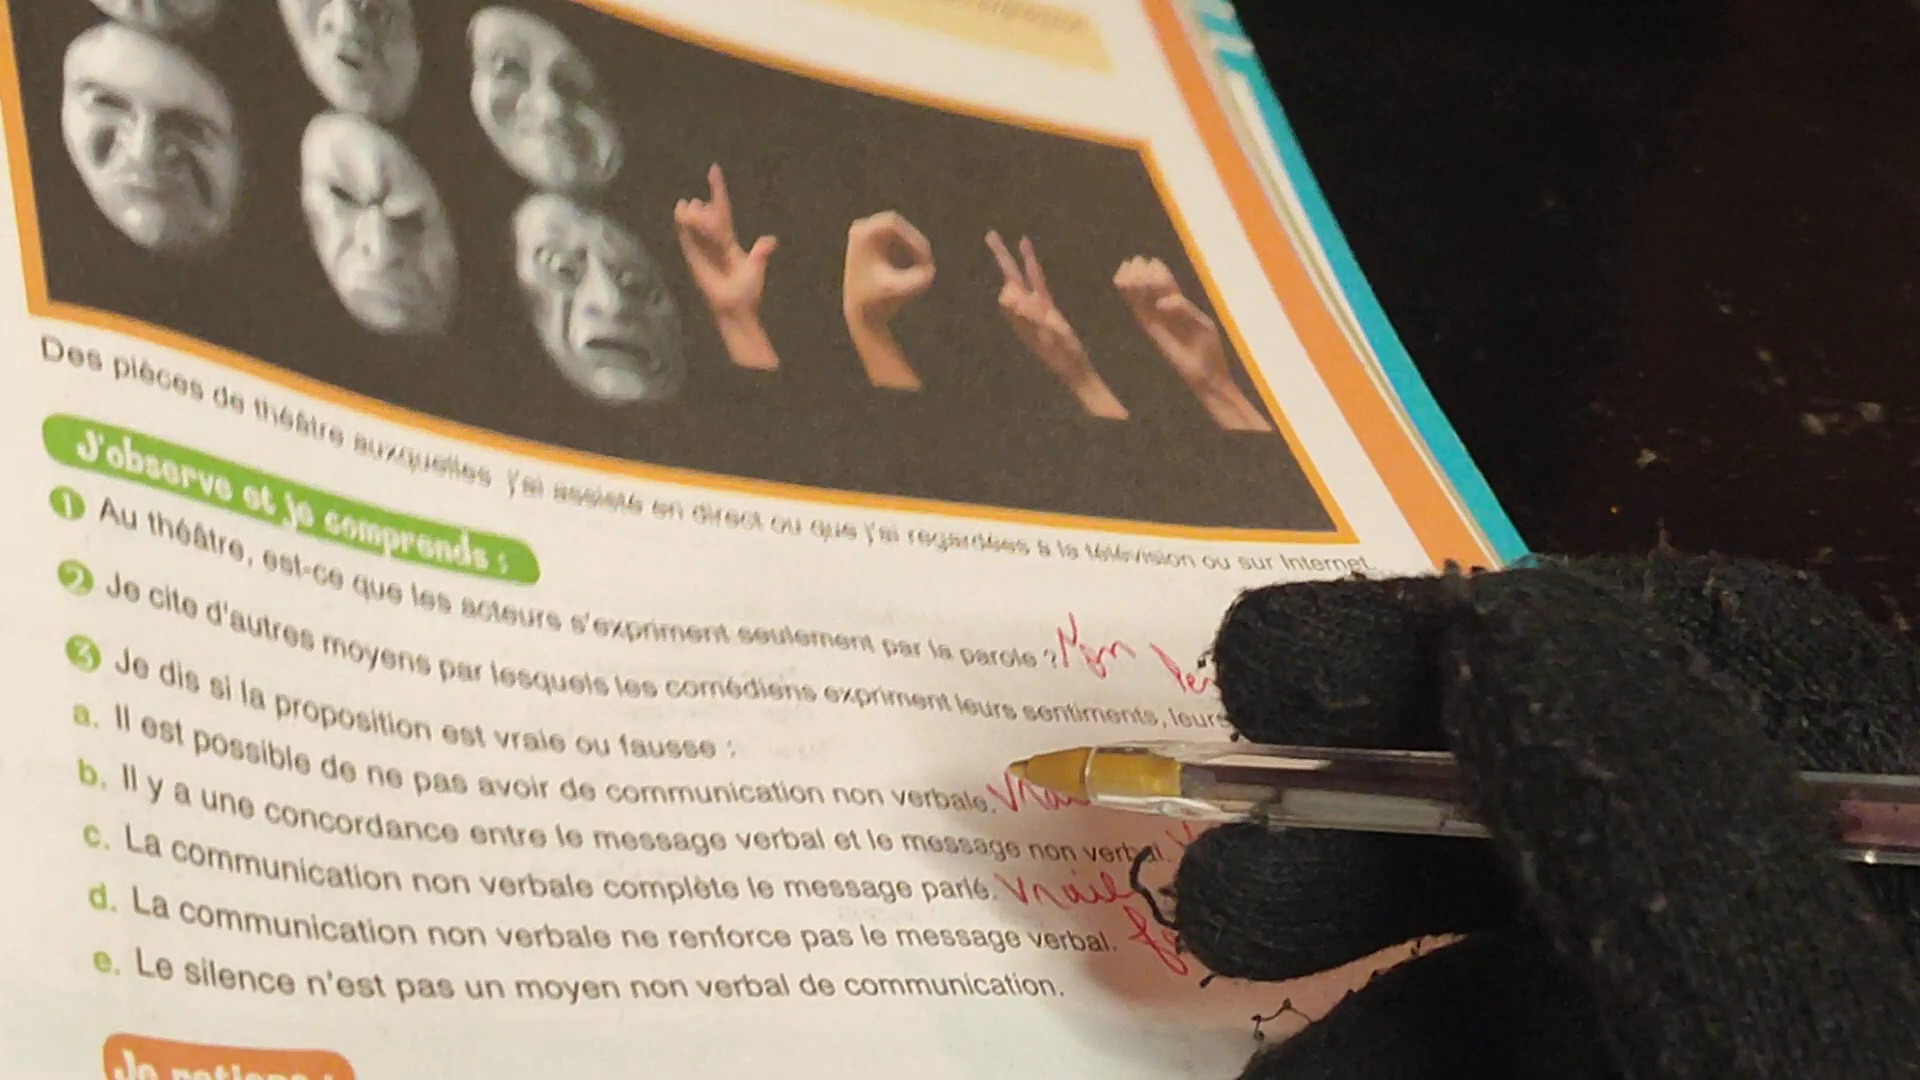 Des pièces de théâtre auxquelles j'ai assisté en direct ou que j'ai regardées à la télévision ou sur Internet.
J'observe et je comprends :
1 Au théâtre, est-ce que les acteurs s'expriment seulement par la parole ? Non
2 Je cite d'autres moyens par lesquels les comédiens expriment leurs sentiments, leurs
3 Je dis si la proposition est vraie ou fausse :
a. Il est possible de ne pas avoir de communication non verbale. Vrai
b. Il y a une concordance entre le message verbal et le message non verbal.
c. La communication non verbale complète le message parlé. Vraie
d. La communication non verbale ne renforce pas le message verbal.
e. Le silence n'est pas un moyen non verbal de communication.
Je retiens :